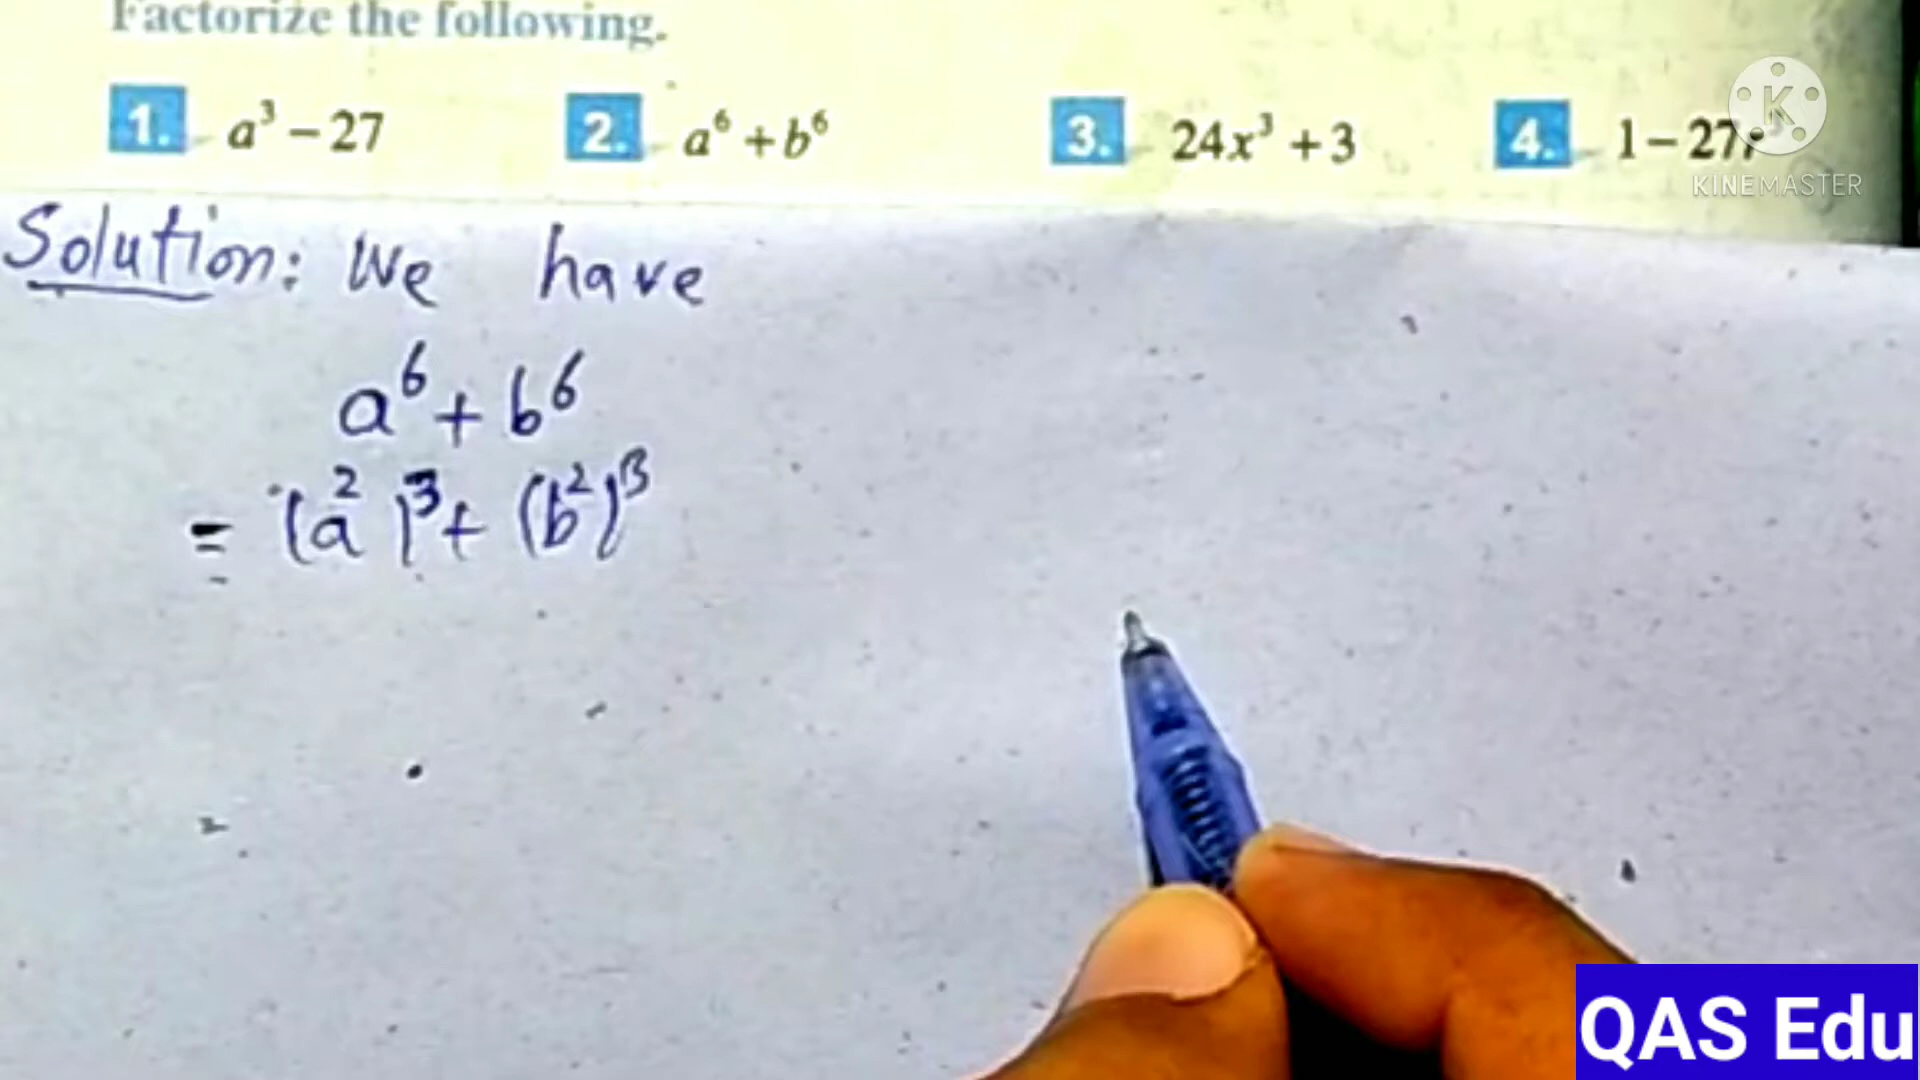 Factorize the following.
1. a³ – 27 2. a⁶ + b⁶ 3. 24x³ + 3 4. 1 – 27
K
KINEMASTER
Solution: We have
a⁶ + b⁶
= (a²)³ + (b²)³
QAS Edu